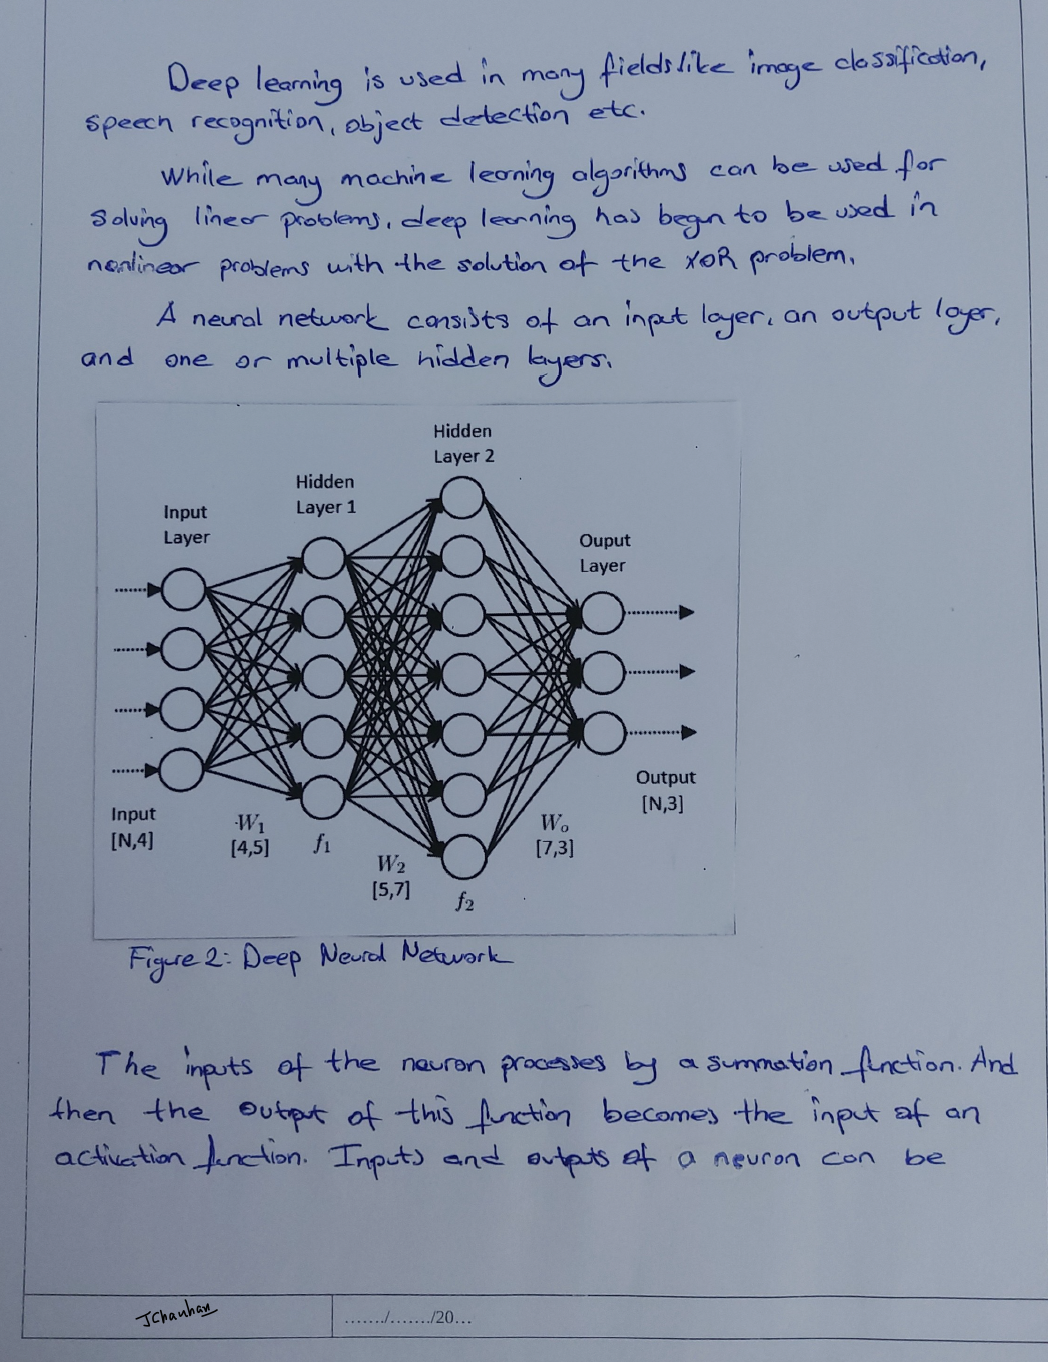 Deep learning is used in many fields like image classification,
speech recognition, object detection etc.
While many machine learning algorithms can be used for
solving linear problems, deep learning has begun to be used in
nonlinear problems with the solution of the XOR problem.
A neural network consists of an input layer, an output layer,
and one or multiple hidden layers.
Hidden
Layer 2
Hidden
Layer 1
Input
Layer
Ouput
Layer
Output
[N,3]
Input
[N,4]
W₁
[4,5]
f₁
W₂
[5,7]
f₂
Wₒ
[7,3]
Figure 2: Deep Neural Network
The inputs of the neuron processes by a summation function. And
then the output of this function becomes the input of an
activation function. Inputs and outputs of a neuron can be
JChauhan
......./......./20...